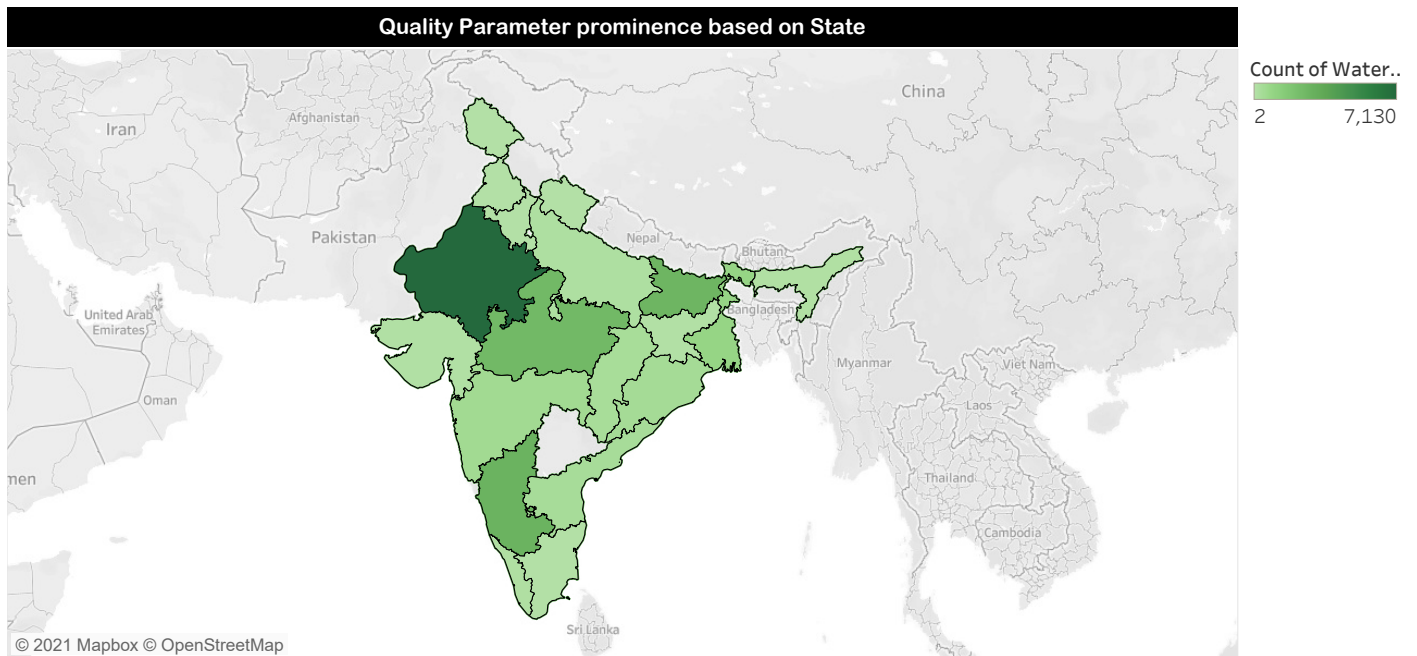 Quality Parameter prominence based on State
Count of Water..
2 7,130
China
Iran
Afghanistan
Pakistan
Nepal
Bhutan
Bangladesh
United Arab
Emirates
Myanmar
Viet Nam
Oman
Laos
men
Thailand
Cambodia
Sri Lanka
© 2021 Mapbox © OpenStreetMap